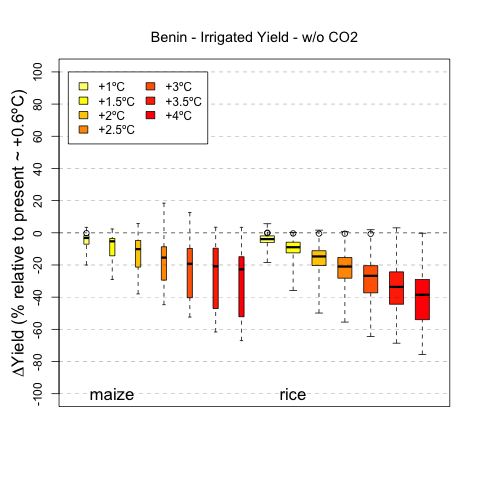 Benin - Irrigated Yield - w/o CO2
ΔYield (% relative to present ~ +0.6ºC)
100
80
60
40
20
0
-20
-40
-60
-80
-100
+1ºC
+1.5ºC
+2ºC
+2.5ºC
+3ºC
+3.5ºC
+4ºC
maize
rice